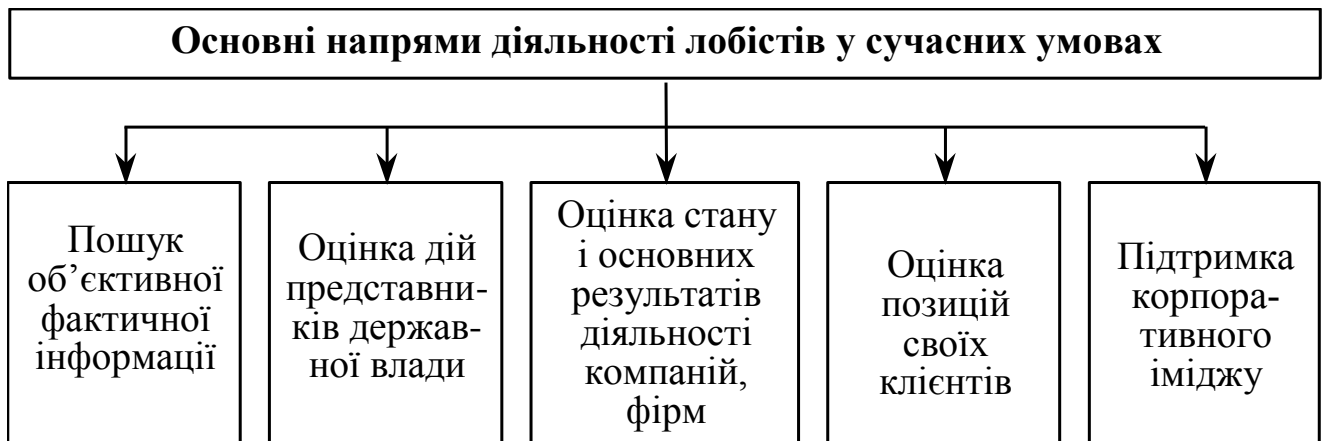 Основні напрями діяльності лобістів у сучасних умовах
Пошук
об’єктивної
фактичної
інформації
Оцінка дій
представни-
ків держав-
ної влади
Оцінка стану
і основних
результатів
діяльності
компаній,
фірм
Оцінка
позицій
своїх
клієнтів
Підтримка
корпора-
тивного
іміджу